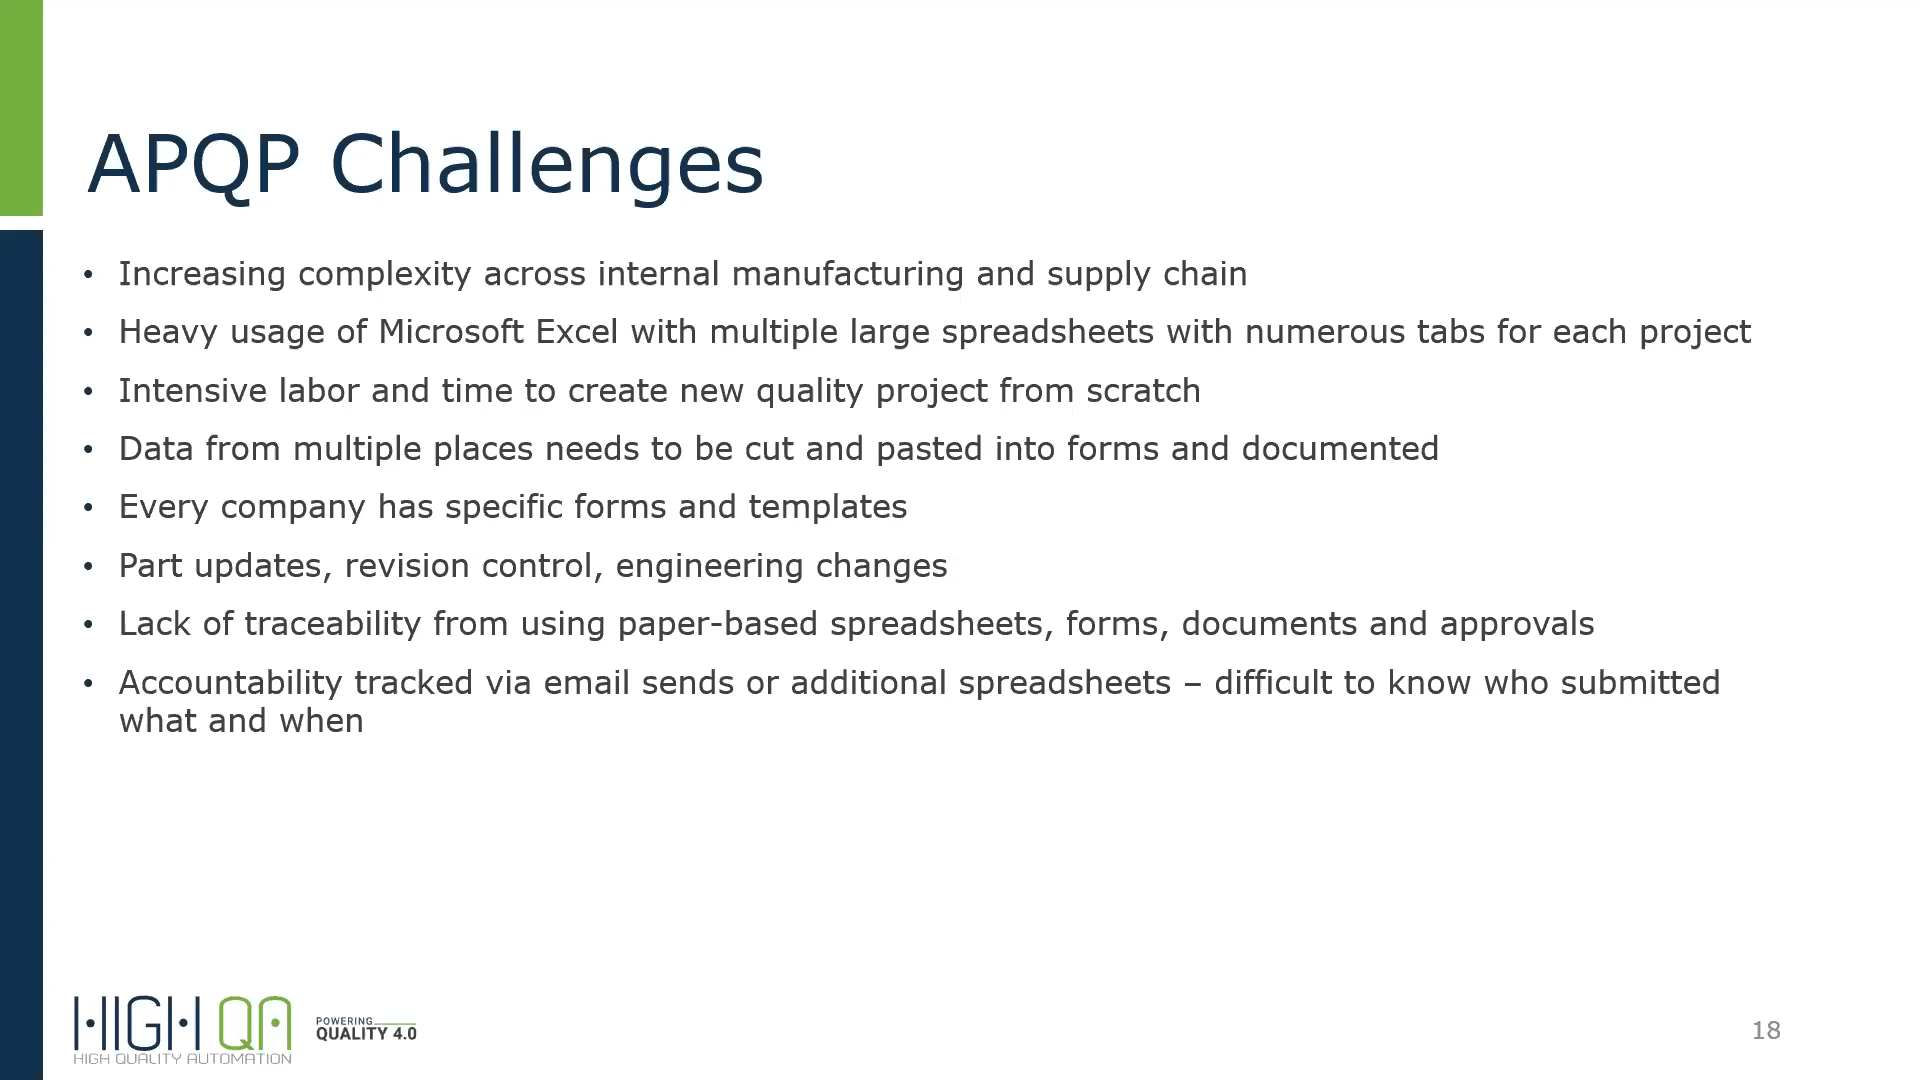 APQP Challenges
• Increasing complexity across internal manufacturing and supply chain
• Heavy usage of Microsoft Excel with multiple large spreadsheets with numerous tabs for each project
• Intensive labor and time to create new quality project from scratch
• Data from multiple places needs to be cut and pasted into forms and documented
• Every company has specific forms and templates
• Part updates, revision control, engineering changes
• Lack of traceability from using paper-based spreadsheets, forms, documents and approvals
• Accountability tracked via email sends or additional spreadsheets – difficult to know who submitted
what and when
HIGH QA
HIGH QUALITY AUTOMATION
POWERING
QUALITY 4.0
18